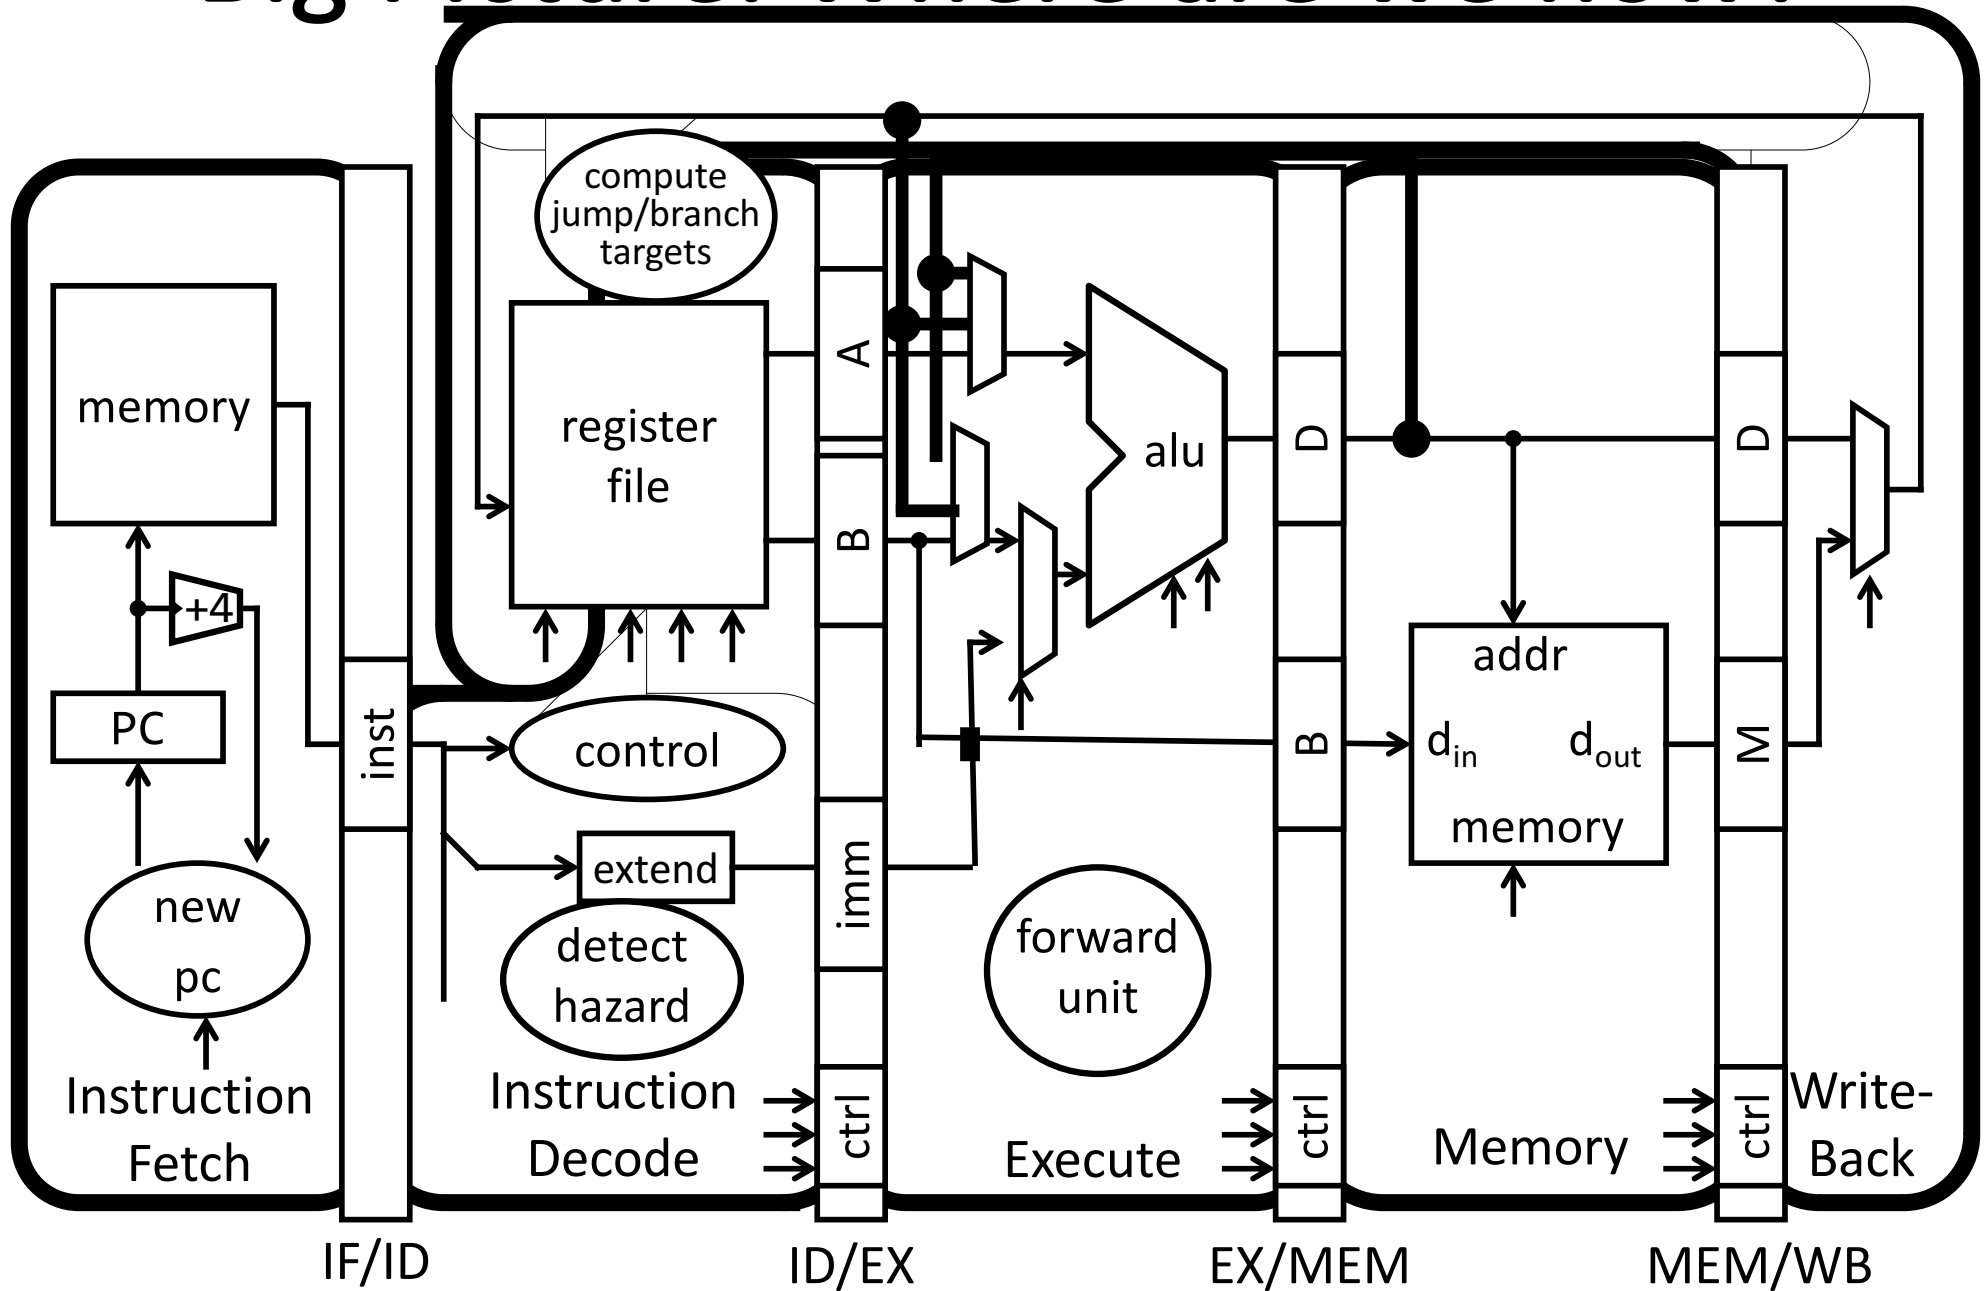 compute
jump/branch
targets
memory
register
file
A
B
alu
D
D
+4
PC
inst
control
addr
B
d_in
d_out
M
memory
extend
imm
new
pc
detect
hazard
forward
unit
Instruction
Fetch
Instruction
Decode
ctrl
Execute
ctrl
Memory
ctrl
Write-
Back
IF/ID
ID/EX
EX/MEM
MEM/WB